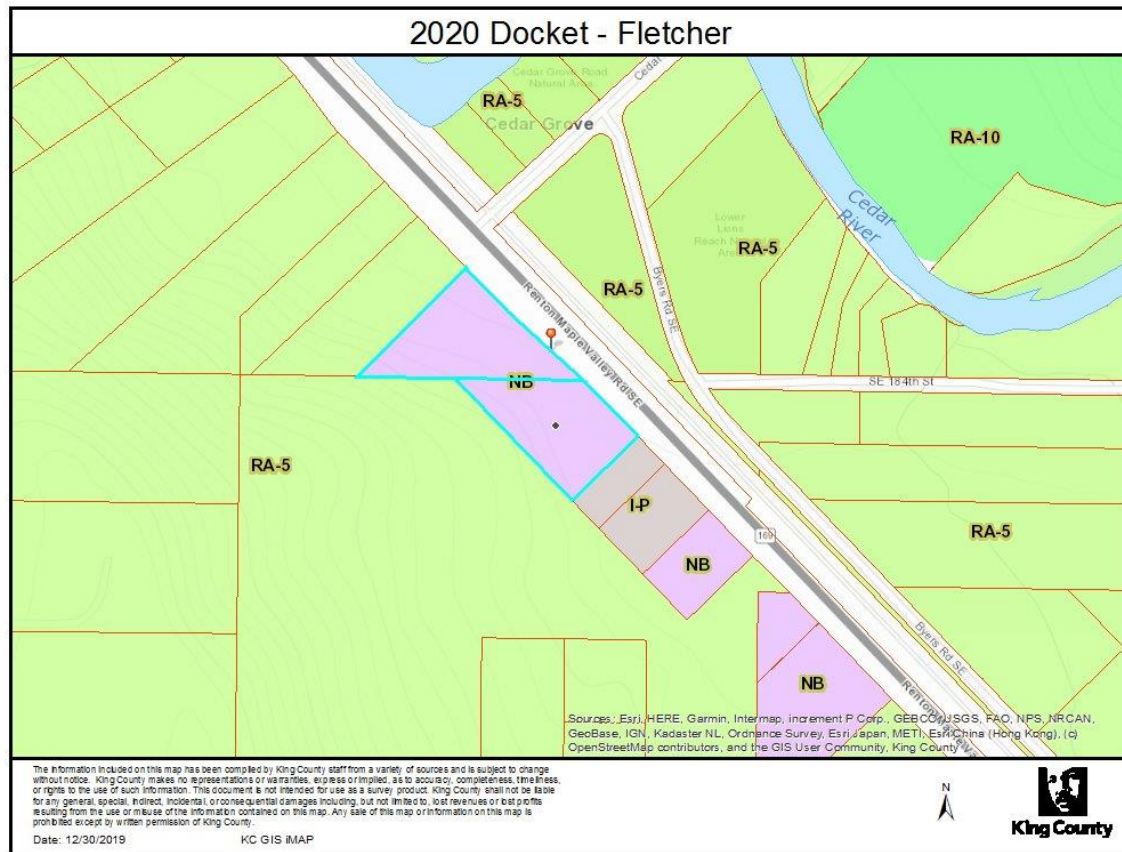 2020 Docket - Fletcher
Cedar Grove Road
Natural Area
Cedar
RA-5
Cedar Grove
RA-10
Cedar
River
Lower
Lions
Reach
RA-5
Byers Rd SE
RA-5
Renton Maple Valley Rd SE
NB
SE 184th St
RA-5
I-P
169
RA-5
NB
Byers Rd SE
NB
Sources: Esri, HERE, Garmin, Intermap, increment P Corp., GEBCO, USGS, FAO, NPS, NRCAN,
GeoBase, IGN, Kadaster NL, Ordnance Survey, Esri Japan, METI, Esri China (Hong Kong), (c)
OpenStreetMap contributors, and the GIS User Community, King County
The information included on this map has been compiled by King County staff from a variety of sources and is subject to change
without notice. King County makes no representations or warranties, express or implied, as to accuracy, completeness, timeliness,
or rights to the use of such information. This document is not intended for use as a survey product. King County shall not be liable
for any general, special, indirect, incidental, or consequential damages including, but not limited to, lost revenues or lost profits
resulting from the use or misuse of the information contained on this map. Any sale of this map or information on this map is
prohibited except by written permission of King County.
Date: 12/30/2019
KC GIS iMAP
N
King County